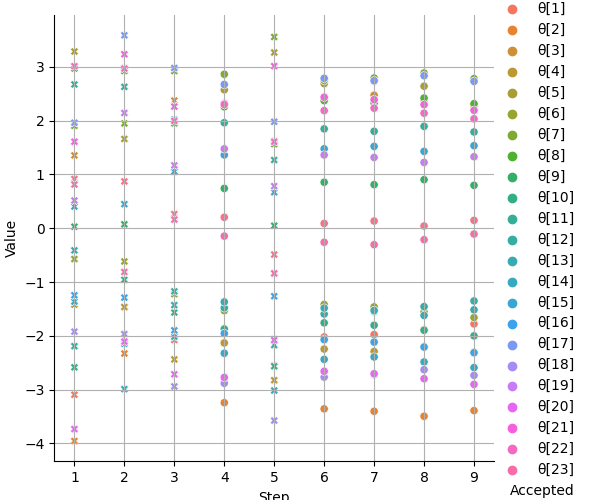 θ[1]
θ[2]
θ[3]
θ[4]
θ[5]
θ[6]
θ[7]
θ[8]
θ[9]
θ[10]
θ[11]
θ[12]
θ[13]
θ[14]
θ[15]
θ[16]
θ[17]
θ[18]
θ[19]
θ[20]
θ[21]
θ[22]
θ[23]
Accepted
Value
3
2
1
0
−1
−2
−3
−4
1 2 3 4 5 6 7 8 9
Step